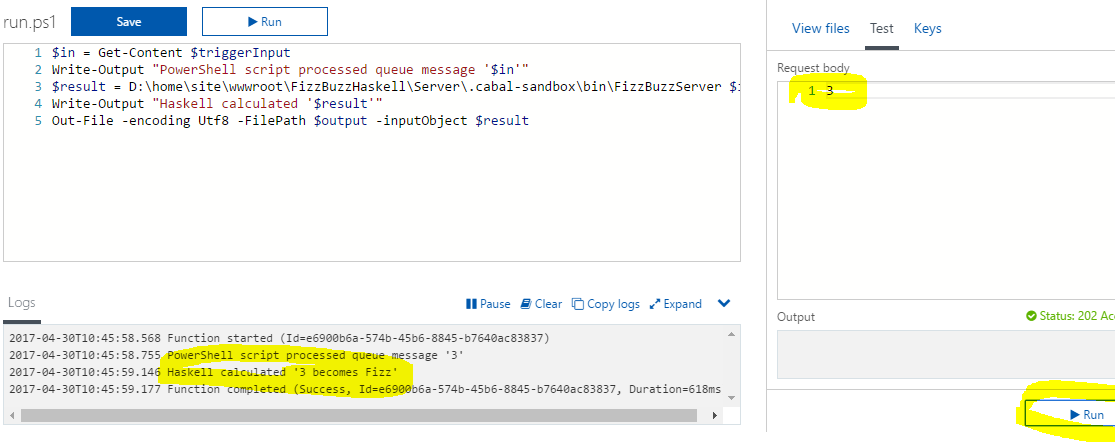 run.ps1 Save Run
1 $in = Get-Content $triggerInput
2 Write-Output "PowerShell script processed queue message '$in'"
3 $result = D:\home\site\wwwroot\FizzBuzzHaskell\Server\.cabal-sandbox\bin\FizzBuzzServer
4 Write-Output "Haskell calculated '$result'"
5 Out-File -encoding Utf8 -FilePath $output -inputObject $result
Logs Pause Clear Copy logs Expand
2017-04-30T10:45:58.568 Function started (Id=e6900b6a-574b-45b6-8845-b7640ac83837)
2017-04-30T10:45:58.755 PowerShell script processed queue message '3'
2017-04-30T10:45:59.146 Haskell calculated '3 becomes Fizz'
2017-04-30T10:45:59.177 Function completed (Success, Id=e6900b6a-574b-45b6-8845-b7640ac83837, Duration=618ms
View files Test Keys
Request body
1 3
Output Status: 202
Run